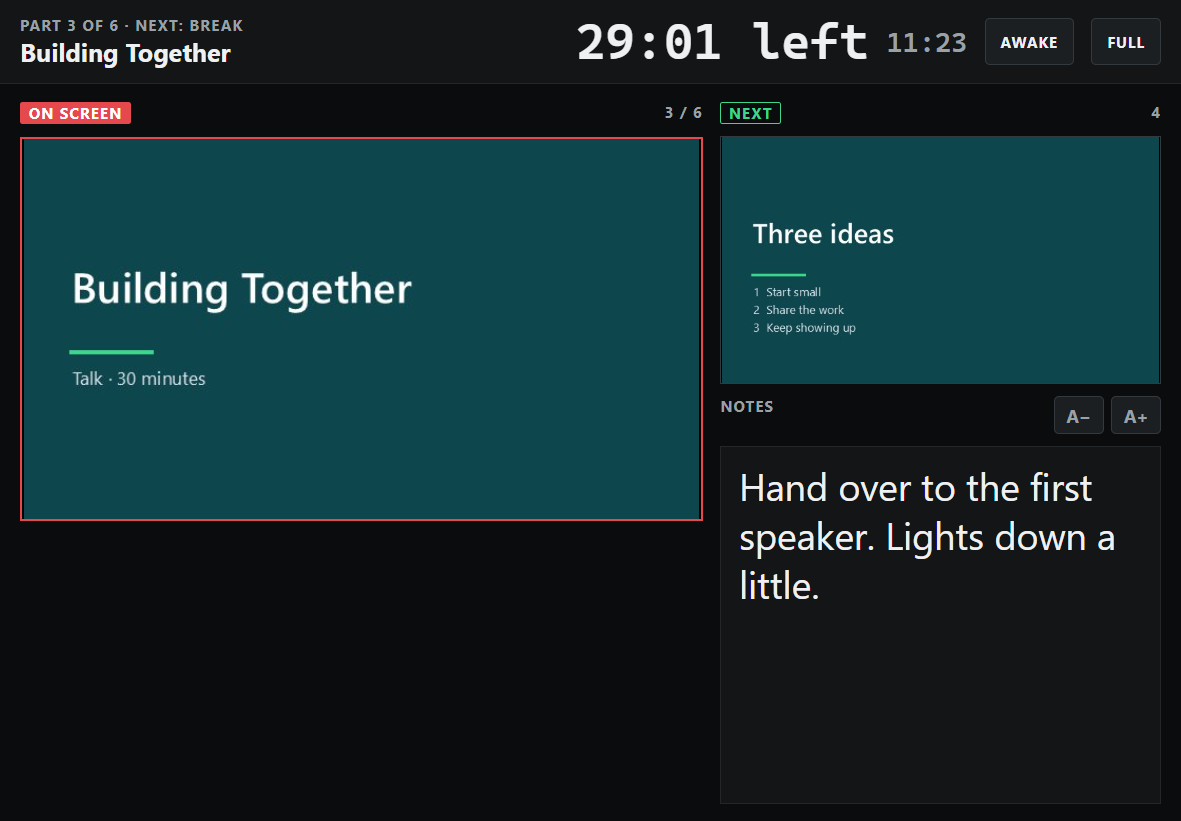 PART 3 OF 6 · NEXT: BREAK
Building Together
29:01 left
11:23
AWAKE
FULL
ON SCREEN
3 / 6
Building Together
Talk · 30 minutes
NEXT
4
Three ideas
1 Start small
2 Share the work
3 Keep showing up
NOTES
A−
A+
Hand over to the first
speaker. Lights down a
little.